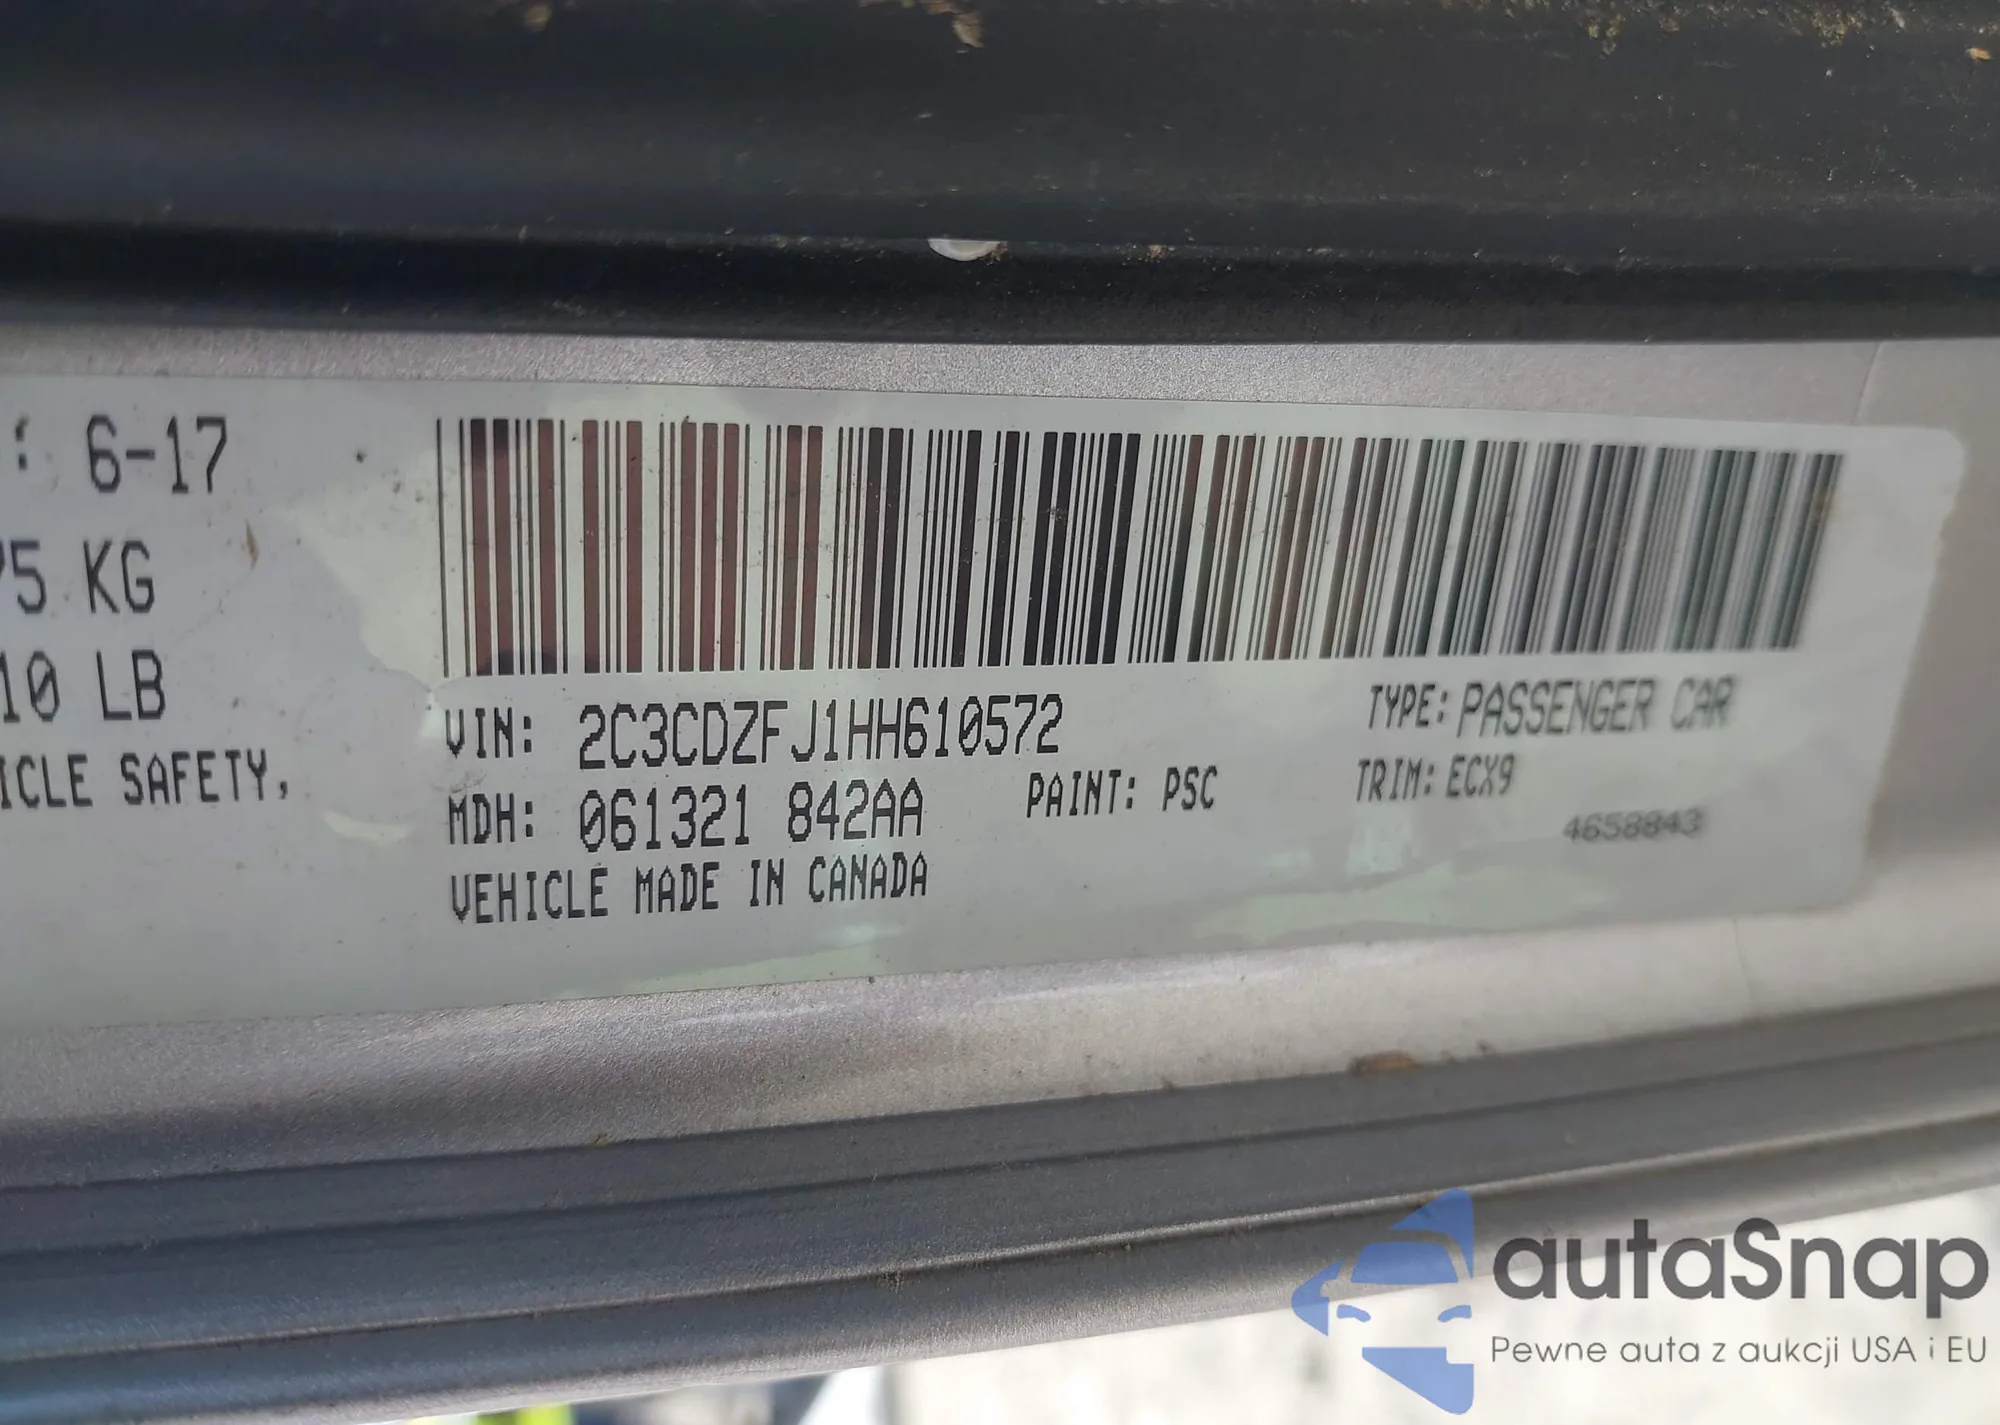 : 6-17
75 KG
10 LB
ICLE SAFETY,
VIN: 2C3CDZFJ1HH610572
TYPE: PASSENGER CAR
MDH: 061321 842AA
PAINT: PSC
TRIM: ECX9
4658843
VEHICLE MADE IN CANADA
autaSnap
Pewne auta z aukcji USA i EU